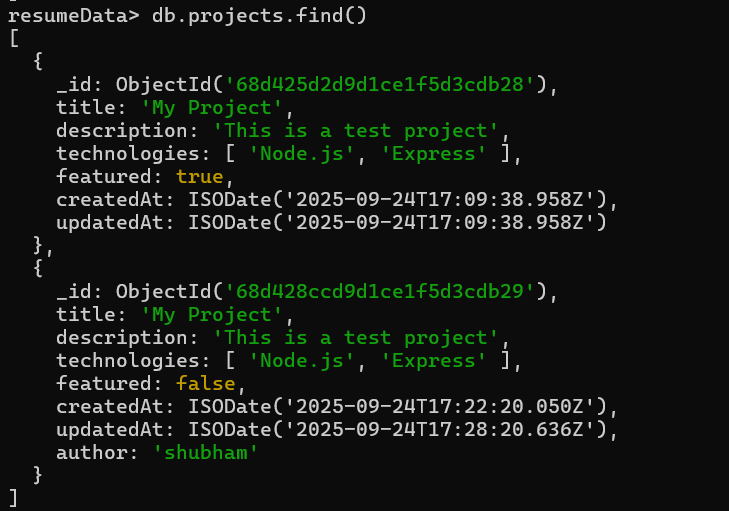 resumeData> db.projects.find()
[
  {
    _id: ObjectId('68d425d2d9d1ce1f5d3cdb28'),
    title: 'My Project',
    description: 'This is a test project',
    technologies: [ 'Node.js', 'Express' ],
    featured: true,
    createdAt: ISODate('2025-09-24T17:09:38.958Z'),
    updatedAt: ISODate('2025-09-24T17:09:38.958Z')
  },
  {
    _id: ObjectId('68d428ccd9d1ce1f5d3cdb29'),
    title: 'My Project',
    description: 'This is a test project',
    technologies: [ 'Node.js', 'Express' ],
    featured: false,
    createdAt: ISODate('2025-09-24T17:22:20.050Z'),
    updatedAt: ISODate('2025-09-24T17:28:20.636Z'),
    author: 'shubham'
  }
]